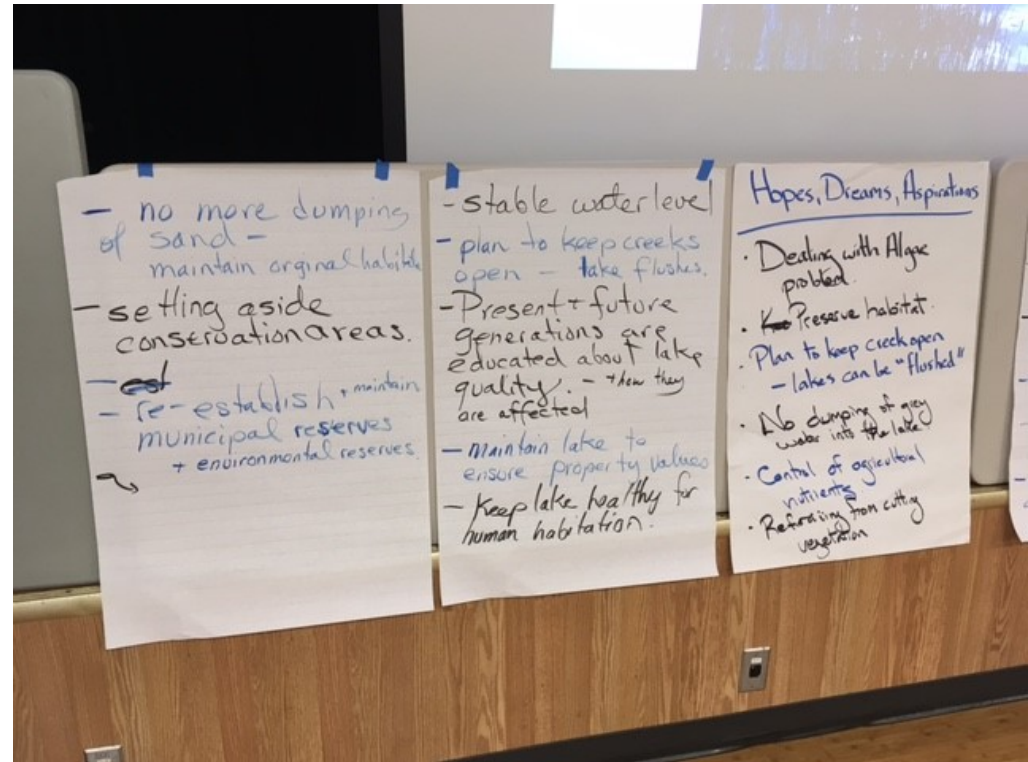 - no more dumping
of sand -
maintain orginal habitats
- setting aside
conservation areas.
- re-establish + maintain
municipal reserves
+ environmental reserves.
- stable water level
- plan to keep creeks
open - lake flushes.
- Present + future
generations are
educated about lake
quality. - + how they
are affected
- maintain lake to
ensure property values
- Keep lake healthy for
human habitation.
Hopes, Dreams, Aspirations
· Dealing with Algae
probled.
· Preserve habitat.
· Plan to keep creek open
- lakes can be "flushed"
· No dumping of grey
water into the lake
· Control of agricultural
nutrients
· Refraining from cutting
vegetation